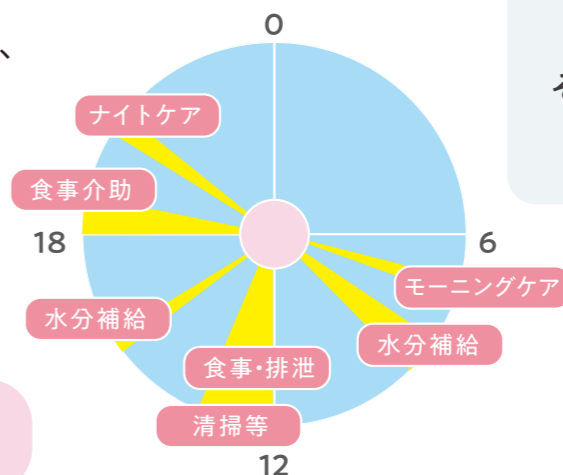 、
0
ナイトケア
食事介助
18
6
モーニングケア
水分補給
水分補給
食事・排泄
清掃等
12